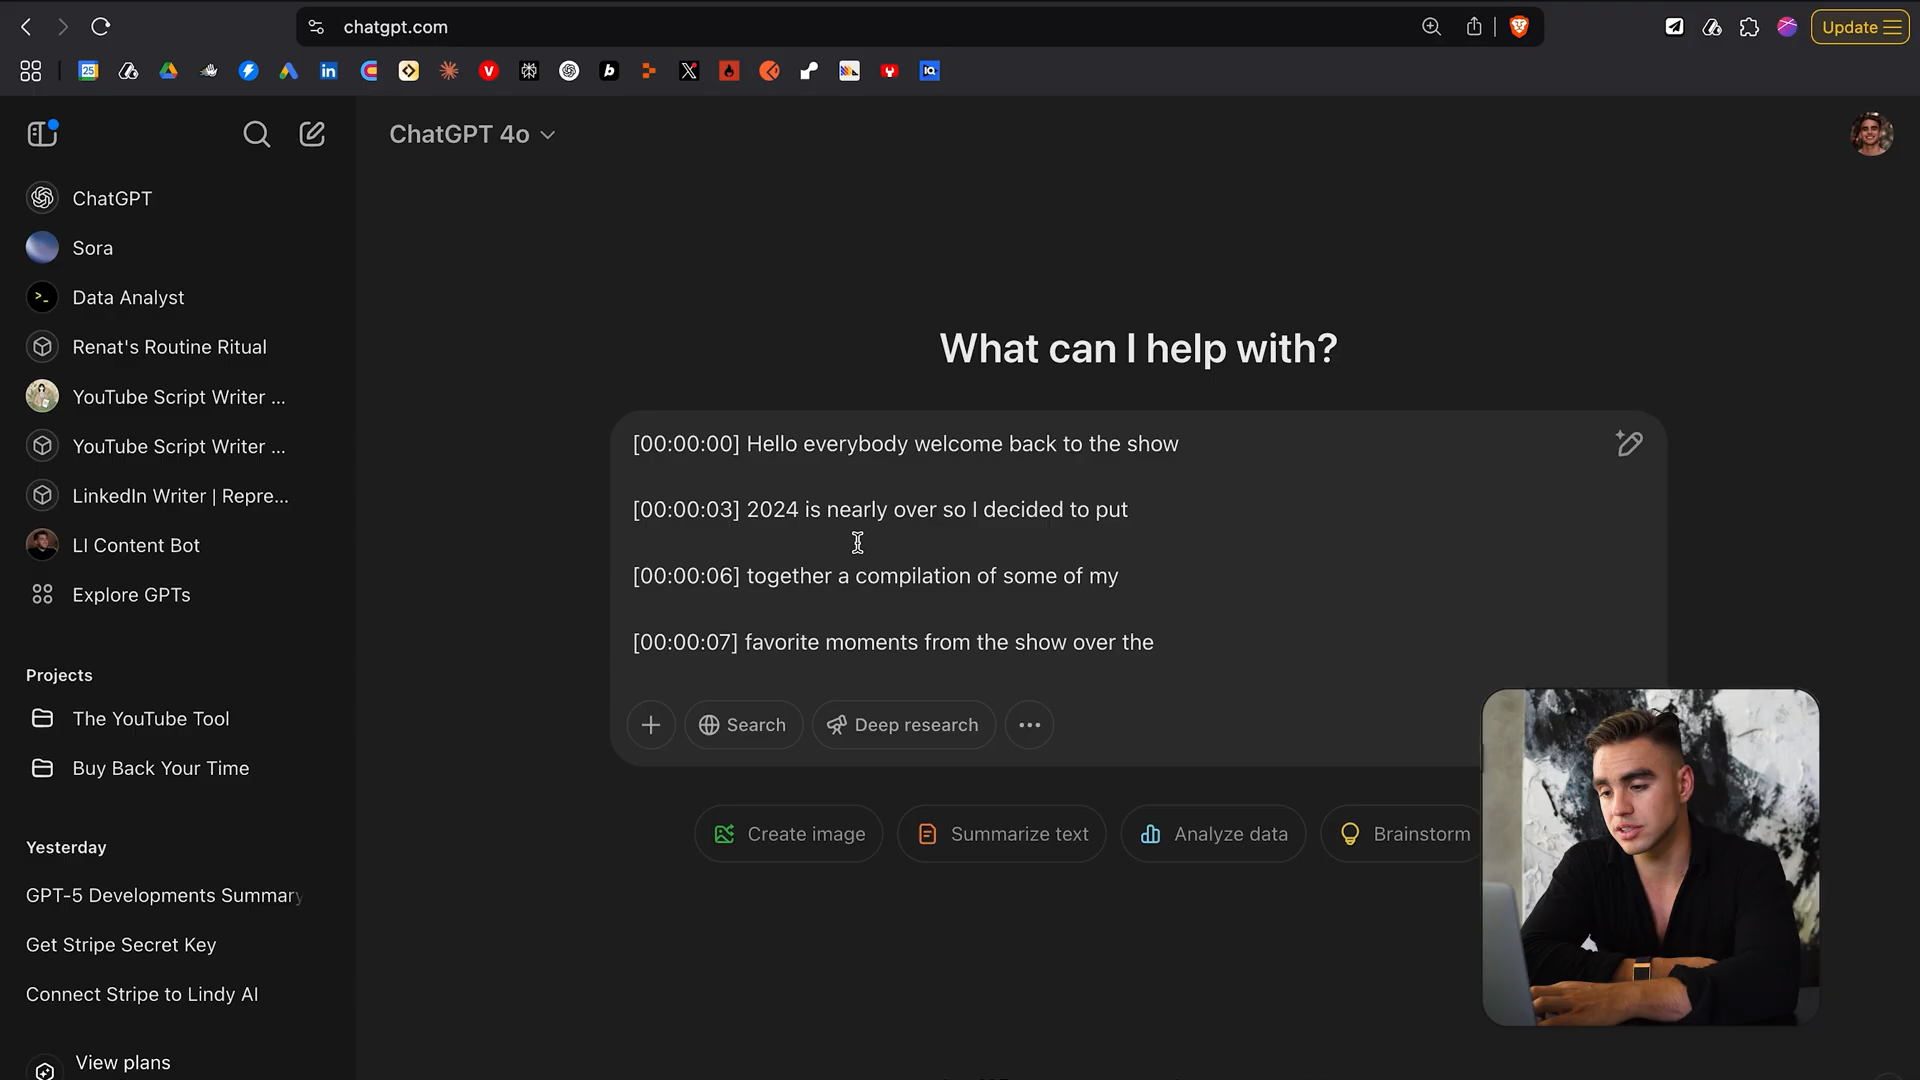 chatgpt.com
Update
25
in
V
b
X
IQ
ChatGPT 4o
ChatGPT
Sora
Data Analyst
Renat's Routine Ritual
YouTube Script Writer ...
YouTube Script Writer ...
LinkedIn Writer | Repre...
LI Content Bot
Explore GPTs
Projects
The YouTube Tool
Buy Back Your Time
Yesterday
GPT-5 Developments Summary
Get Stripe Secret Key
Connect Stripe to Lindy AI
View plans
What can I help with?
[00:00:00] Hello everybody welcome back to the show
[00:00:03] 2024 is nearly over so I decided to put
[00:00:06] together a compilation of some of my
[00:00:07] favorite moments from the show over the
Search
Deep research
Create image
Summarize text
Analyze data
Brainstorm